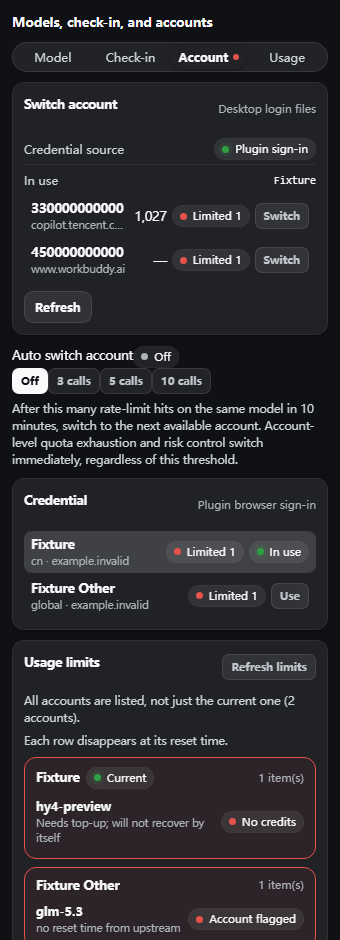 Models, check-in, and accounts
Model Check-in Account Usage
Switch account Desktop login files
Credential source Plugin sign-in
In use Fixture
330000000000 1,027 Limited 1 Switch
copilot.tencent.c...
450000000000 — Limited 1 Switch
www.workbuddy.ai
Refresh
Auto switch account Off
Off 3 calls 5 calls 10 calls
After this many rate-limit hits on the same model in 10
minutes, switch to the next available account. Account-
level quota exhaustion and risk control switch
immediately, regardless of this threshold.
Credential Plugin browser sign-in
Fixture Limited 1 In use
cn · example.invalid
Fixture Other Limited 1 Use
global · example.invalid
Usage limits Refresh limits
All accounts are listed, not just the current one (2
accounts).
Each row disappears at its reset time.
Fixture Current 1 item(s)
hy4-preview
Needs top-up; will not recover by No credits
itself
Fixture Other 1 item(s)
glm-5.3
no reset time from upstream Account flagged